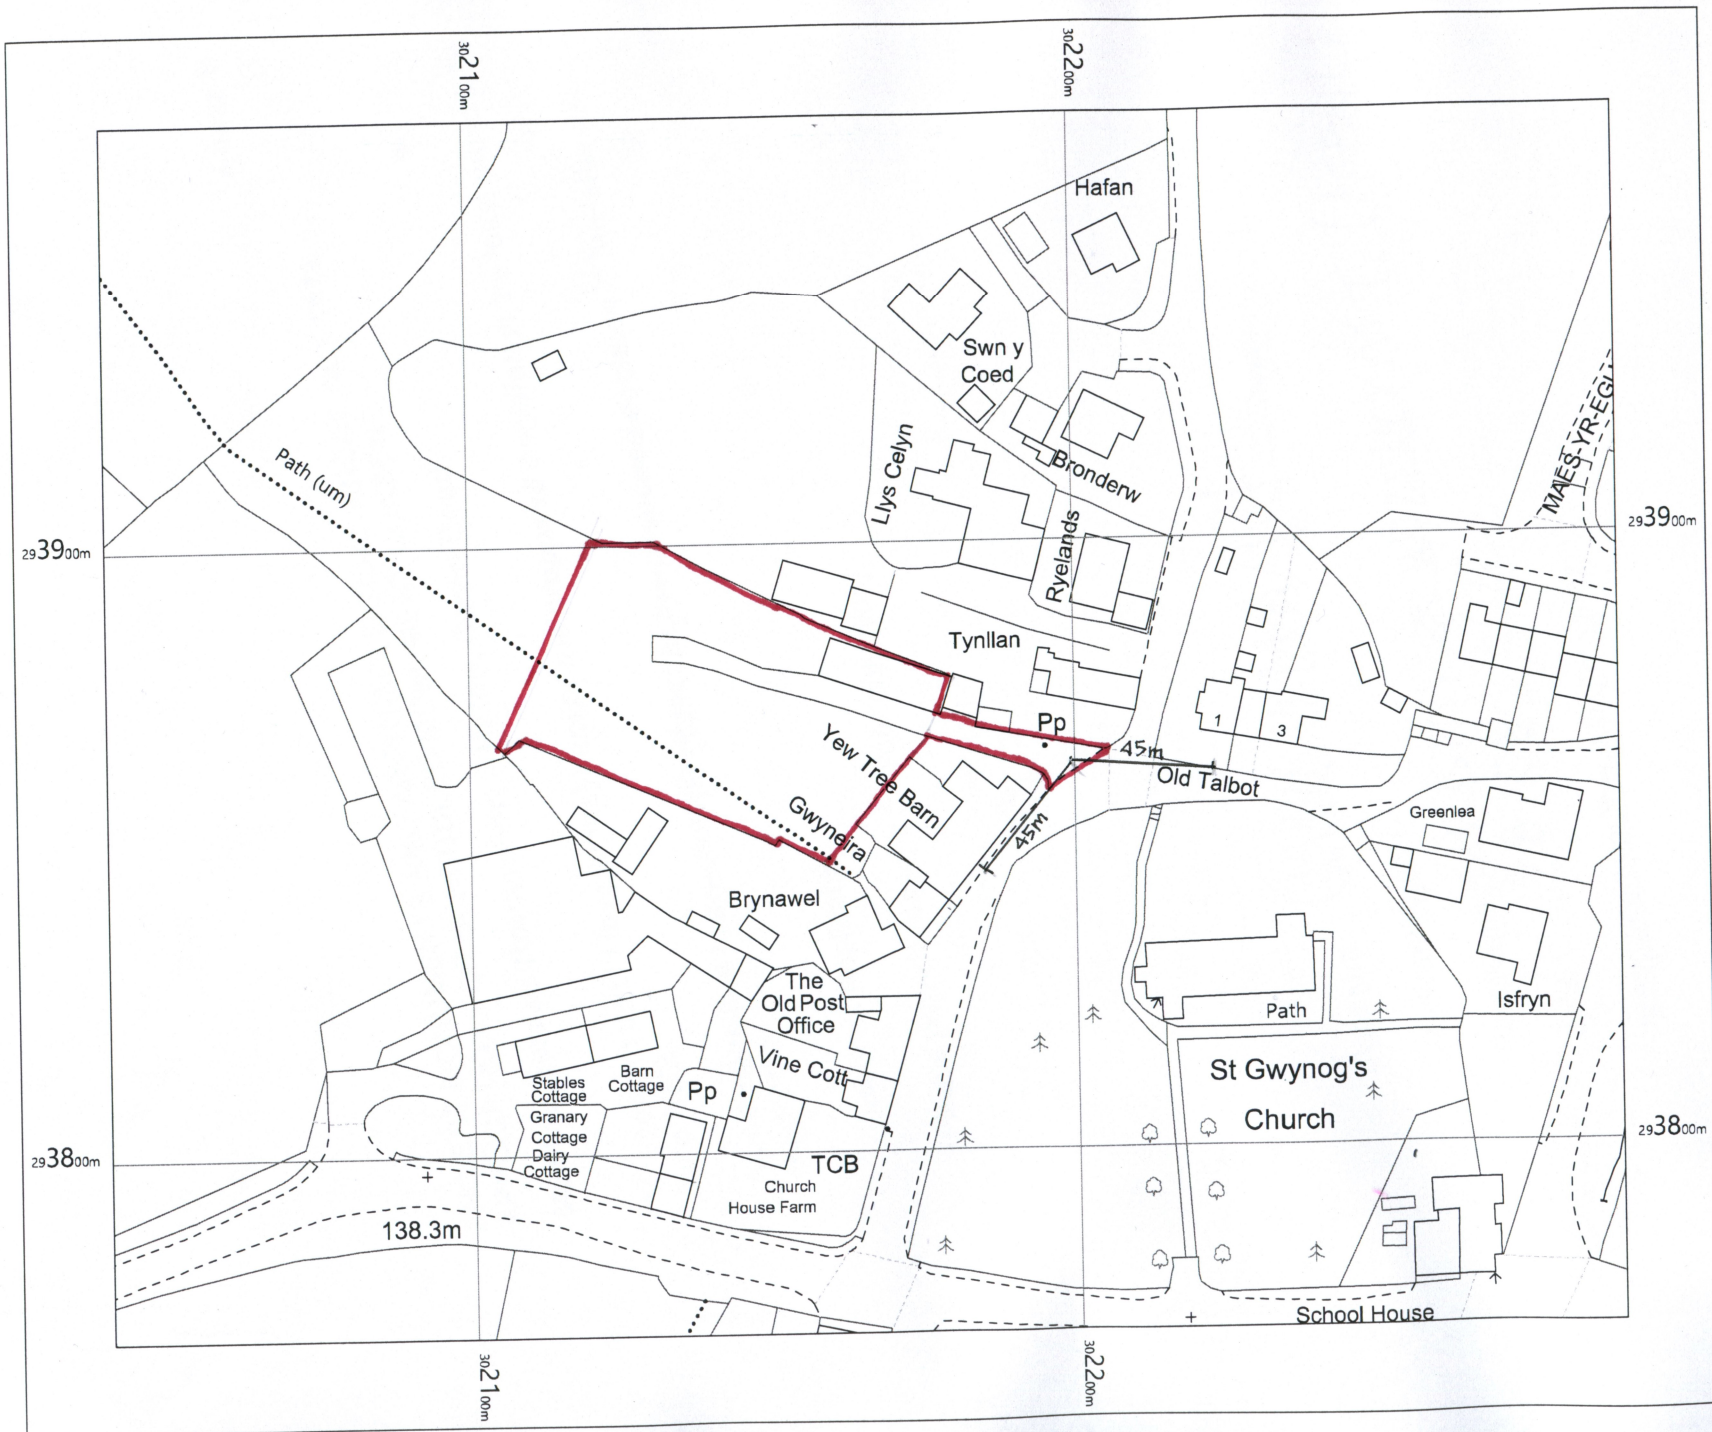 302100m
302200m
Hafan
Swn y
Coed
MAES-YR-EGL
Llys Celyn
Bronderw
Path (um)
Ryelands
293900m
293900m
Tynllan
Pp
1
3
45m
Old Talbot
Yew Tree Barn
Gwyneira
45m
Greenlea
Brynawel
The
Old Post
Office
Isfryn
Path
Vine Cott
St Gwynog's
Church
Stables
Cottage
Barn
Cottage
Pp
Granary
Cottage
Dairy
Cottage
293800m
293800m
TCB
Church
House Farm
138.3m
School House
302100m
302200m